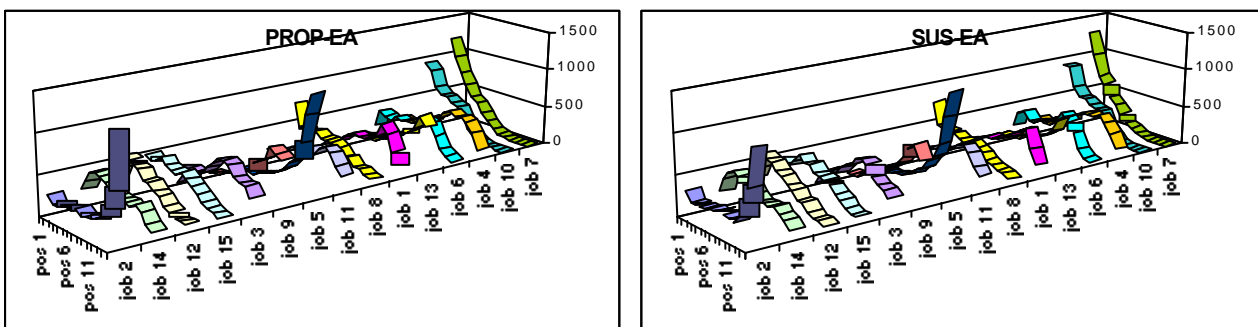 PROP-EA
1500
1000
500
0
pos 1
pos 6
pos 11
job 2
job 14
job 12
job 15
job 3
job 9
job 5
job 11
job 8
job 1
job 13
job 6
job 4
job 10
job 7
SUS-EA
1500
1000
500
0
pos 1
pos 6
pos 11
job 2
job 14
job 12
job 15
job 3
job 9
job 5
job 11
job 8
job 1
job 13
job 6
job 4
job 10
job 7